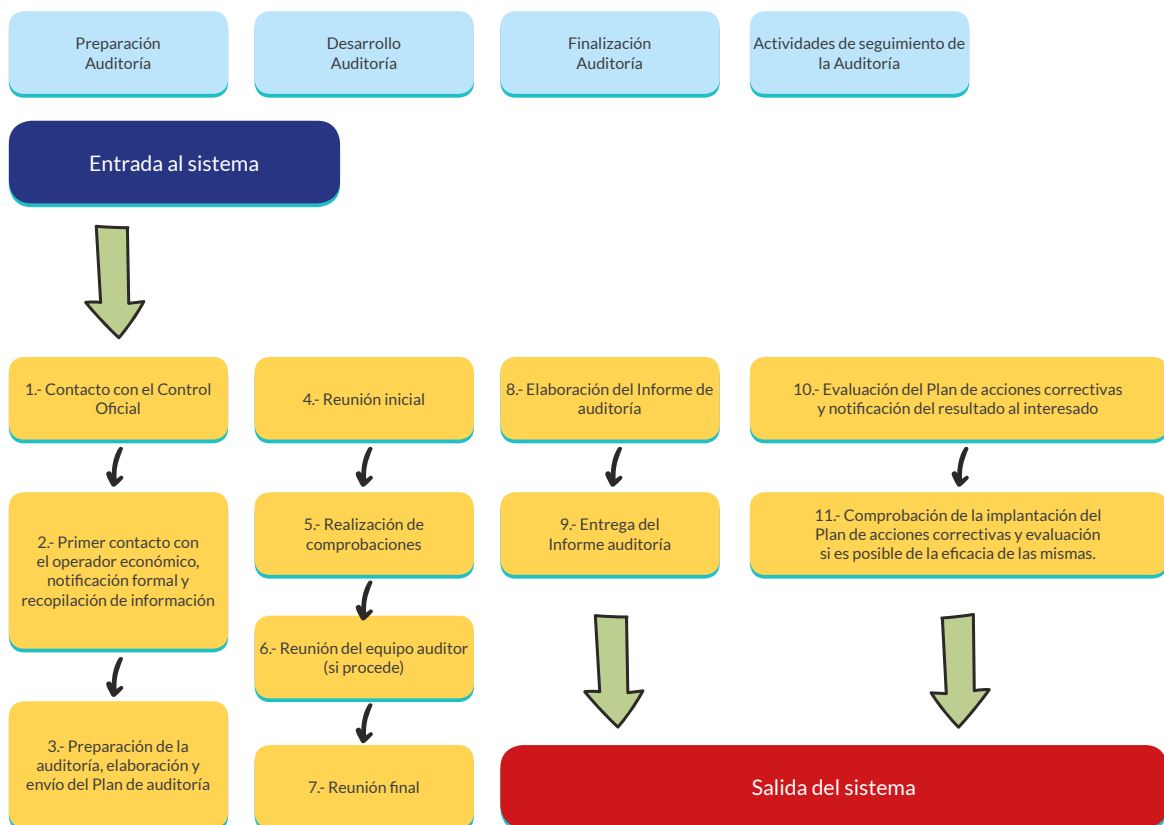 Preparación
Auditoría
Desarrollo
Auditoría
Finalización
Auditoría
Actividades de seguimiento de
la Auditoría
Entrada al sistema
1.- Contacto con el Control
Oficial
2.- Primer contacto con
el operador económico,
notificación formal y
recopilación de información
3.- Preparación de la
auditoría, elaboración y
envío del Plan de auditoría
4.- Reunión inicial
5.- Realización de
comprobaciones
6.- Reunión del equipo auditor
(si procede)
7.- Reunión final
8.- Elaboración del Informe de
auditoría
9.- Entrega del
Informe auditoría
10.- Evaluación del Plan de acciones correctivas
y notificación del resultado al interesado
11.- Comprobación de la implantación del
Plan de acciones correctivas y evaluación
si es posible de la eficacia de las mismas.
Salida del sistema